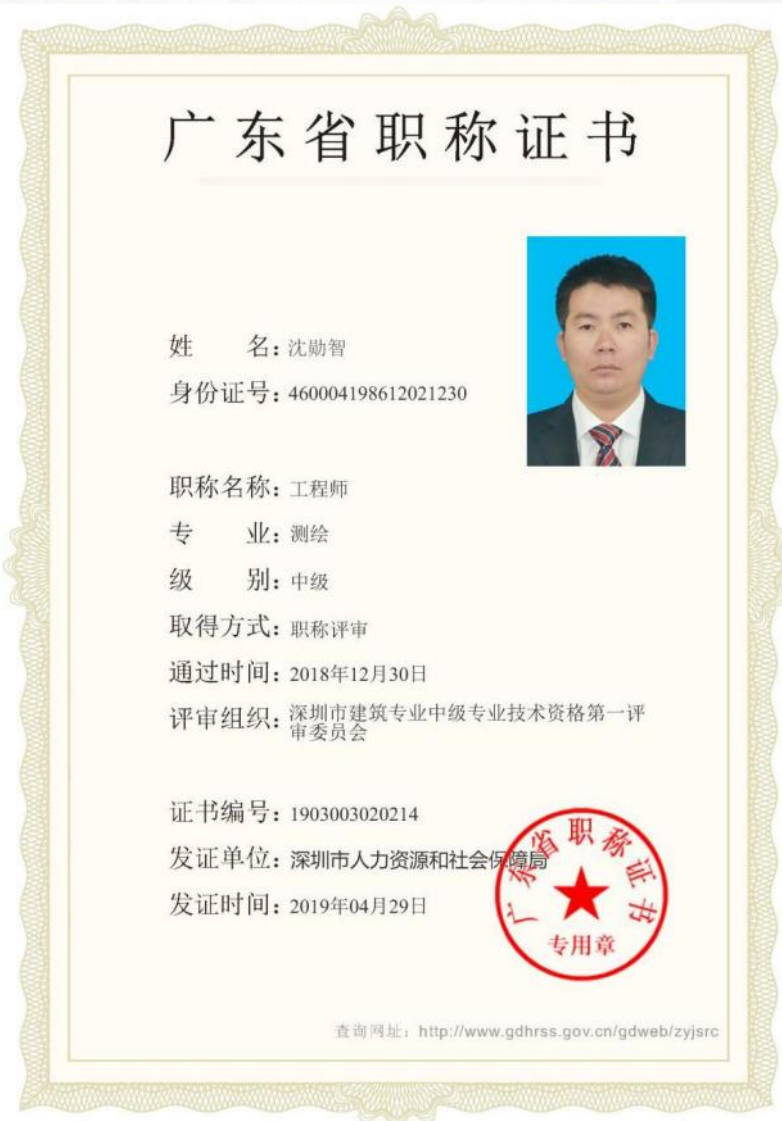 广东省职称证书
姓 名：沈勋智
身份证号：460004198612021230
职称名称：工程师
专 业：测绘
级 别：中级
取得方式：职称评审
通过时间：2018年12月30日
评审组织：深圳市建筑专业中级专业技术资格第一评
审委员会
证书编号：1903003020214
发证单位：深圳市人力资源和社会保障局
发证时间：2019年04月29日
广东省职称证书
专用章
查询网址：http://www.gdhrss.gov.cn/gdweb/zyjsrc